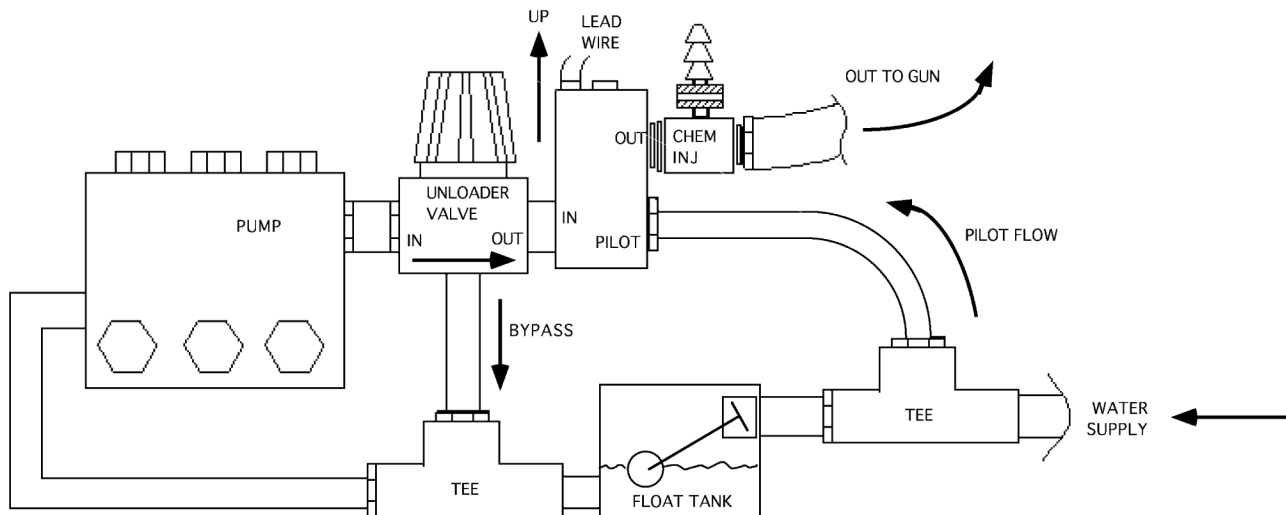 UP
LEAD
WIRE
OUT TO GUN
OUT
CHEM
INJ
UNLOADER
VALVE
PUMP
IN
OUT
IN
PILOT
PILOT FLOW
BYPASS
TEE
WATER
SUPPLY
TEE
FLOAT TANK